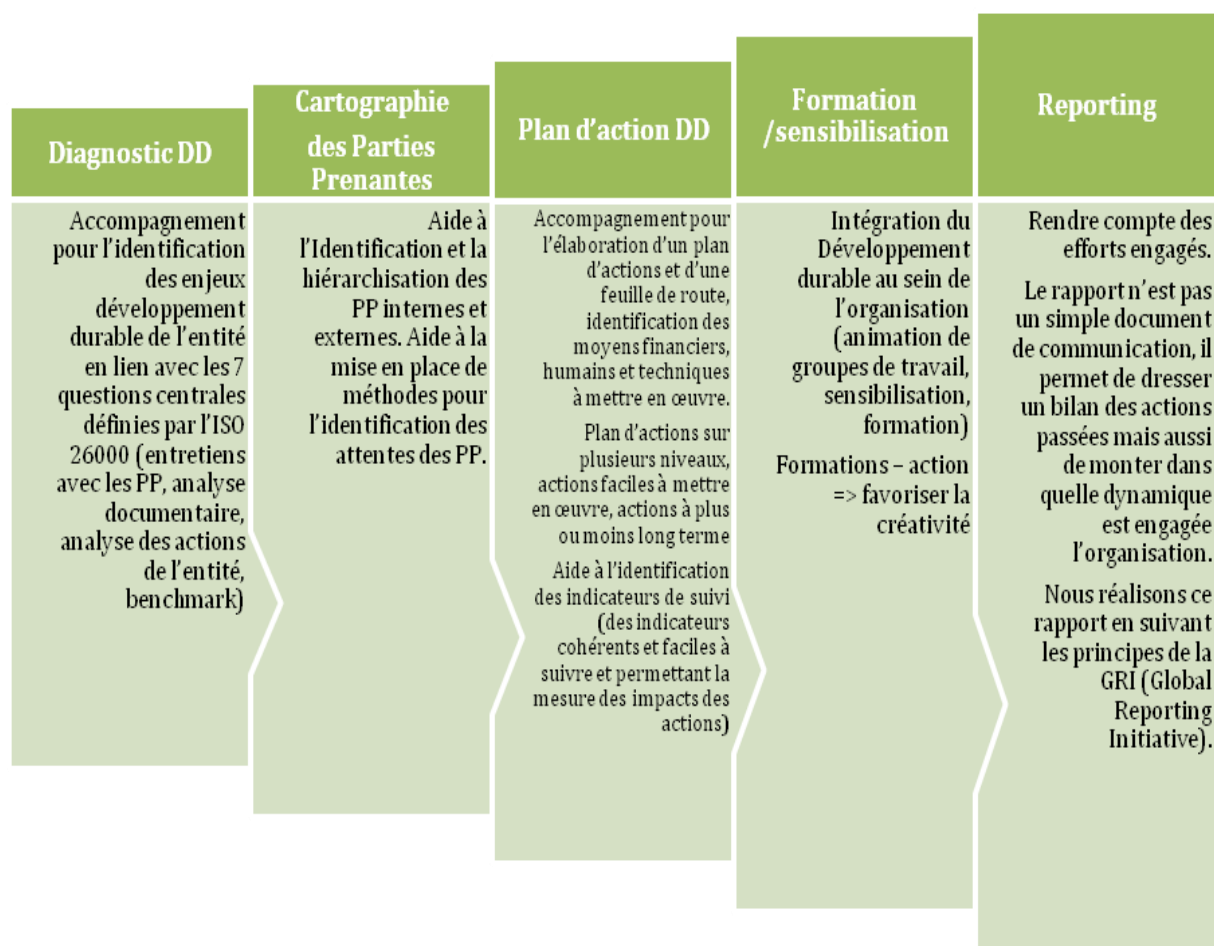 Diagnostic DD
Accompagnement
pour l'identification
des enjeux
développement
durable de l'entité
en lien avec les 7
questions centrales
définies par l'ISO
26000 (entretiens
avec les PP, analyse
documentaire,
analyse des actions
de l'entité,
benchmark)
Cartographie
des Parties
Prenantes
Aide à
l'Identification et la
hiérarchisation des
PP internes et
externes. Aide à la
mise en place de
méthodes pour
l'identification des
attentes des PP.
Plan d'action DD
Accompagnement pour
l'élaboration d'un plan
d'actions et d'une
feuille de route,
identification des
moyens financiers,
humains et techniques
à mettre en œuvre.
Plan d'actions sur
plusieurs niveaux,
actions faciles à mettre
en œuvre, actions à plus
ou moins long terme
Aide à l'identification
des indicateurs de suivi
(des indicateurs
cohérents et faciles à
suivre et permettant la
mesure des impacts des
actions)
Formation
/sensibilisation
Intégration du
Développement
durable au sein de
l'organisation
(animation de
groupes de travail,
sensibilisation,
formation)
Formations – action
=> favoriser la
créativité
Reporting
Rendre compte des
efforts engagés.
Le rapport n'est pas
un simple document
de communication, il
permet de dresser
un bilan des actions
passées mais aussi
de monter dans
quelle dynamique
est engagée
l'organisation.
Nous réalisons ce
rapport en suivant
les principes de la
GRI (Global
Reporting
Initiative).